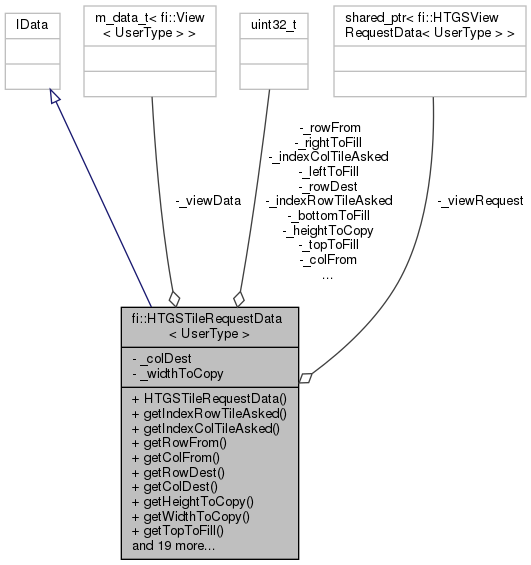 IData
m_data_t< fi::View
< UserType > >
uint32_t
shared_ptr< fi::HTGSView
RequestData< UserType > >
-_viewData
-_rowFrom
-_rightToFill
-_indexColTileAsked
-_leftToFill
-_rowDest
-_indexRowTileAsked
-_bottomToFill
-_heightToCopy
-_topToFill
-_colFrom
...
-_viewRequest
fi::HTGSTileRequestData
< UserType >
- _colDest
- _widthToCopy
+ HTGSTileRequestData()
+ getIndexRowTileAsked()
+ getIndexColTileAsked()
+ getRowFrom()
+ getColFrom()
+ getRowDest()
+ getColDest()
+ getHeightToCopy()
+ getWidthToCopy()
+ getTopToFill()
and 19 more...